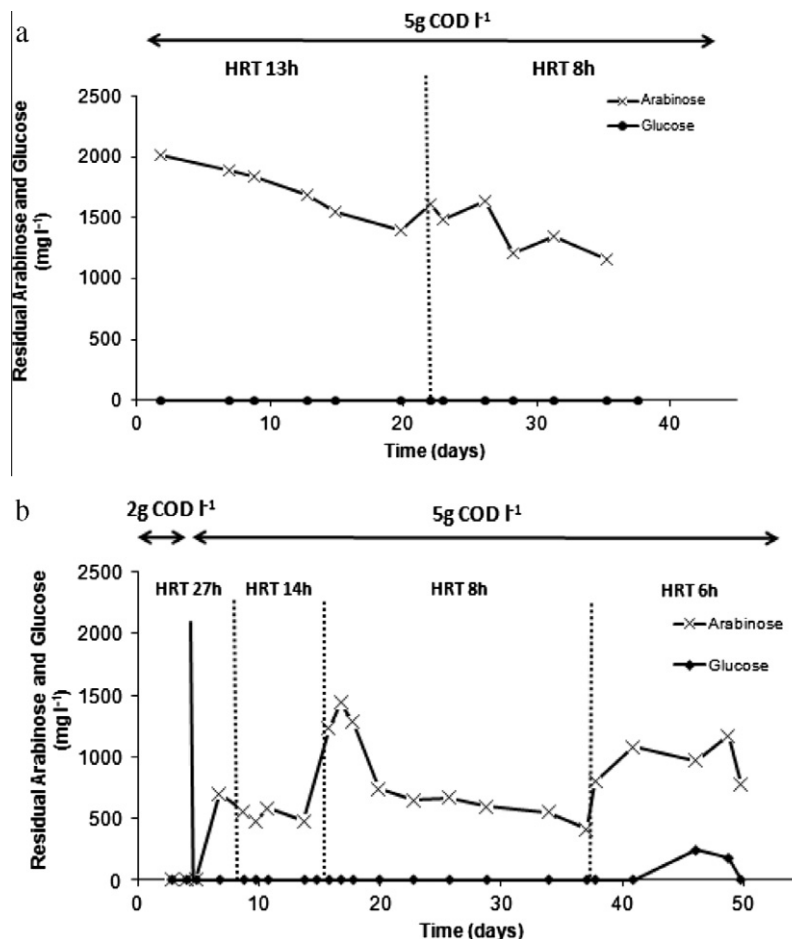 a
5g COD l-1
HRT 13h HRT 8h
2500
2000
1500
1000
500
0
Residual Arabinose and Glucose
(mg l-1)
Arabinose
Glucose
0 10 20 30 40
Time (days)
b
2g COD l-1 5g COD l-1
HRT 27h HRT 14h HRT 8h HRT 6h
2500
2000
1500
1000
500
0
Residual Arabinose and Glucose
(mg l-1)
Arabinose
Glucose
0 10 20 30 40 50
Time (days)